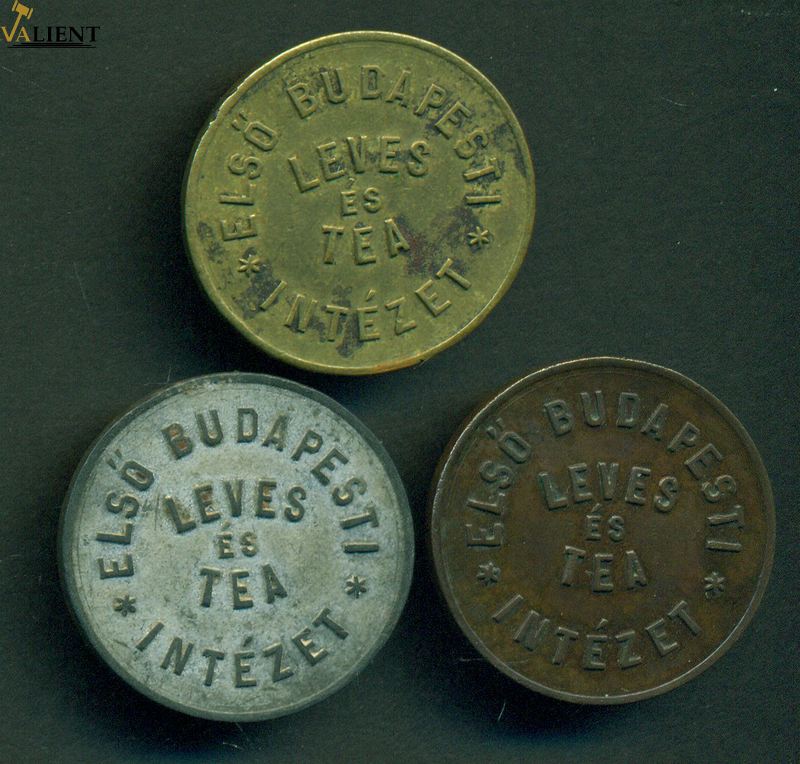 VALIENT
ELSŐ BUDAPESTI
LEVES
ÉS
TEA
* INTÉZET *
ELSŐ BUDAPESTI
LEVES
ÉS
TEA
* INTÉZET *
ELSŐ BUDAPESTI
LEVES
ÉS
TEA
* INTÉZET *